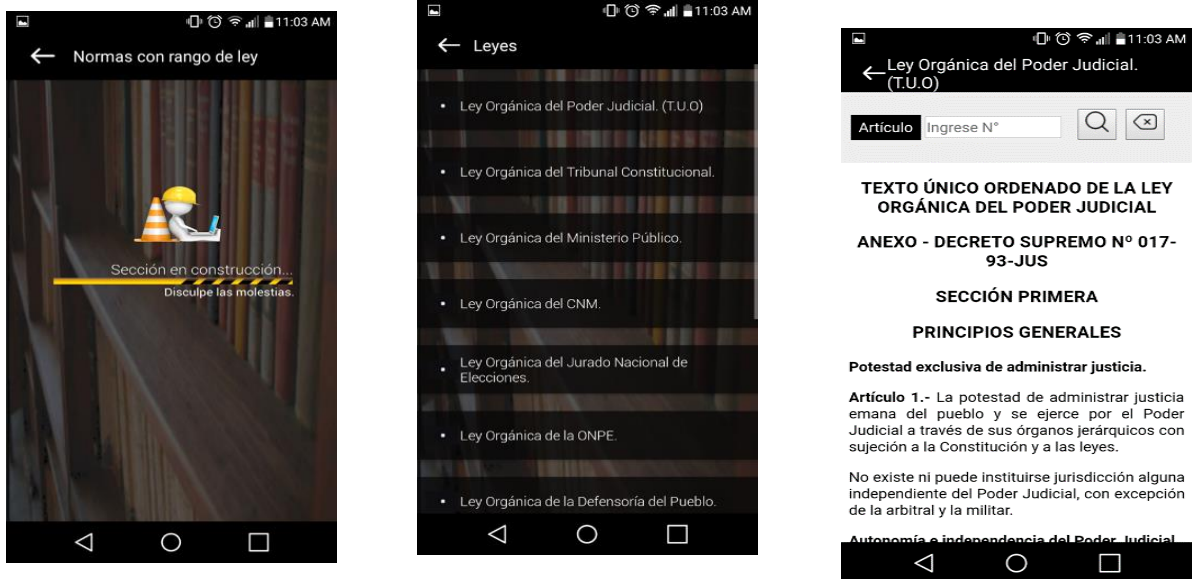 11:03 AM
Normas con rango de ley
Sección en construcción...
Disculpe las molestias.
11:03 AM
Leyes
• Ley Orgánica del Poder Judicial. (T.U.O)
• Ley Orgánica del Tribunal Constitucional.
• Ley Orgánica del Ministerio Público.
• Ley Orgánica del CNM.
• Ley Orgánica del Jurado Nacional de
Elecciones.
• Ley Orgánica de la ONPE.
• Ley Orgánica de la Defensoría del Pueblo.
11:03 AM
Ley Orgánica del Poder Judicial.
(T.U.O)
Artículo Ingrese N°
TEXTO ÚNICO ORDENADO DE LA LEY
ORGÁNICA DEL PODER JUDICIAL
ANEXO - DECRETO SUPREMO Nº 017-
93-JUS
SECCIÓN PRIMERA
PRINCIPIOS GENERALES
Potestad exclusiva de administrar justicia.
Artículo 1.- La potestad de administrar justicia
emana del pueblo y se ejerce por el Poder
Judicial a través de sus órganos jerárquicos con
sujeción a la Constitución y a las leyes.
No existe ni puede instituirse jurisdicción alguna
independiente del Poder Judicial, con excepción
de la arbitral y la militar.
Autonomía e independencia del Poder Judicial